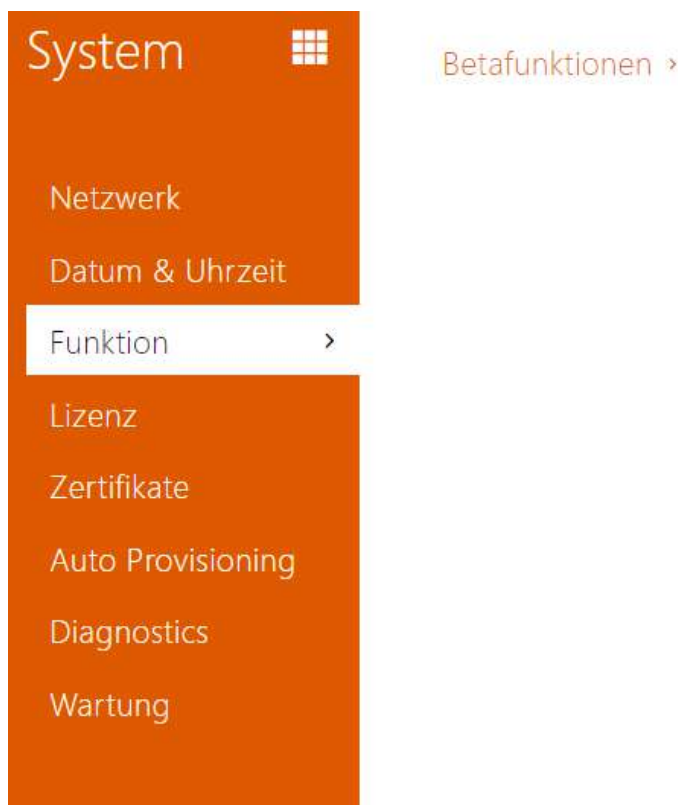 System
Betafunktionen ›
Netzwerk
Datum & Uhrzeit
Funktion ›
Lizenz
Zertifikate
Auto Provisioning
Diagnostics
Wartung